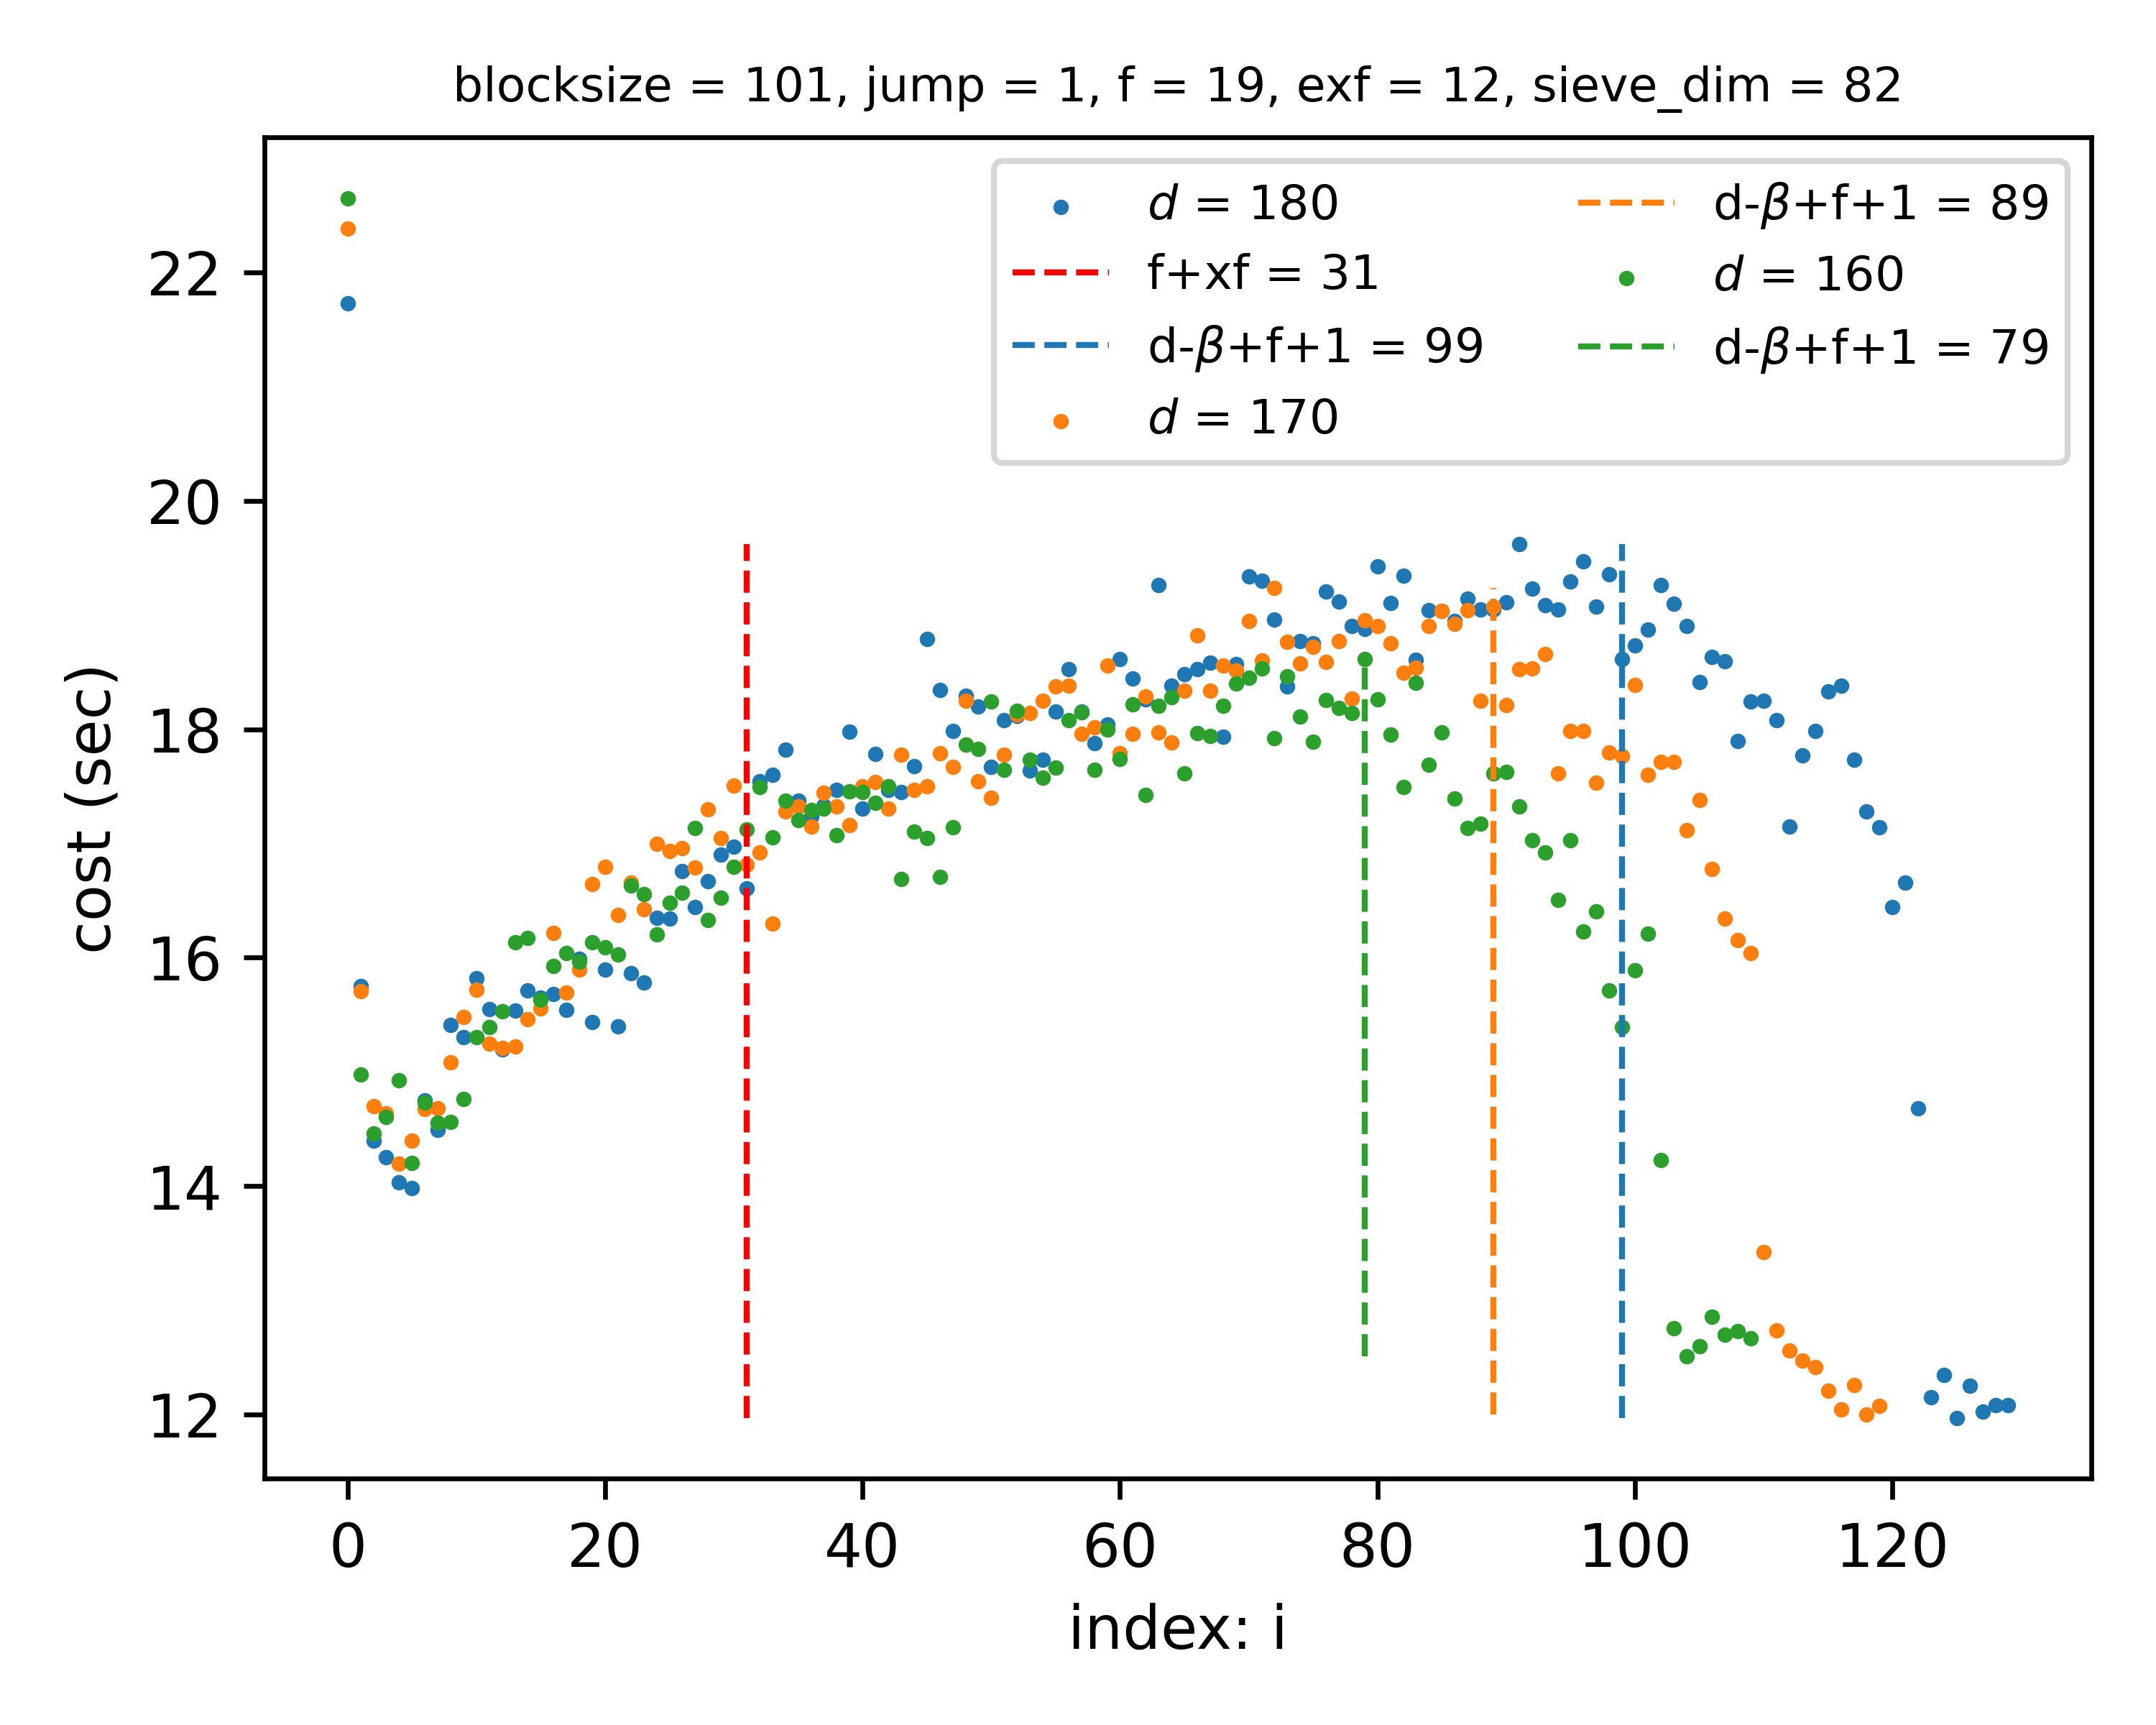 blocksize = 101, jump = 1, f = 19, exf = 12, sieve_dim = 82
d = 180
f+xf = 31
d-β+f+1 = 99
d = 170
d-β+f+1 = 89
d = 160
d-β+f+1 = 79
22
20
18
16
14
12
cost (sec)
0 20 40 60 80 100 120
index: i